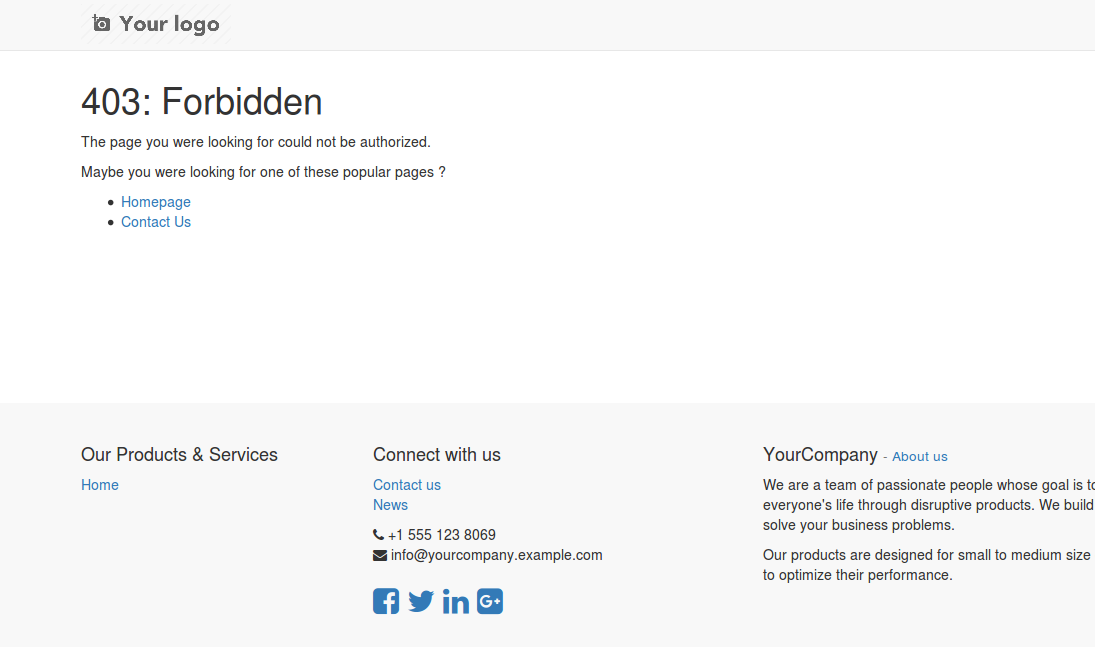 Your logo
403: Forbidden
The page you were looking for could not be authorized.
Maybe you were looking for one of these popular pages ?
Homepage
Contact Us
Our Products & Services
Home
Connect with us
Contact us
News
+1 555 123 8069
info@yourcompany.example.com
YourCompany - About us
We are a team of passionate people whose goal is to
everyone's life through disruptive products. We build
solve your business problems.
Our products are designed for small to medium size
to optimize their performance.